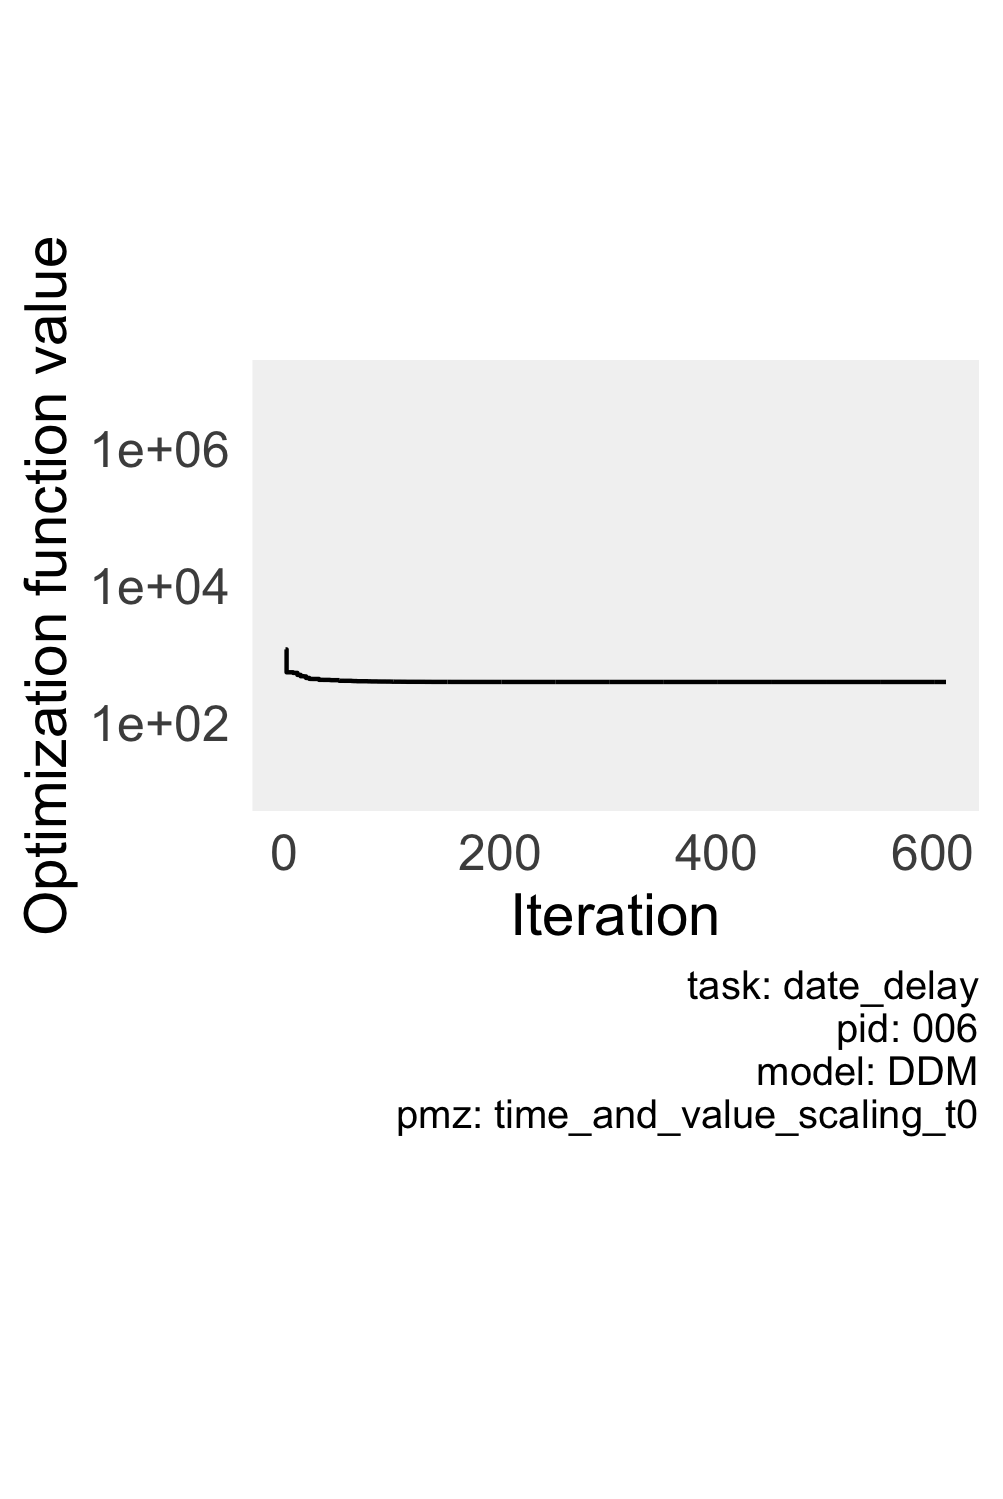 Optimization function value
1e+06
1e+04
1e+02
0 200 400 600
Iteration
task: date_delay
pid: 006
model: DDM
pmz: time_and_value_scaling_t0